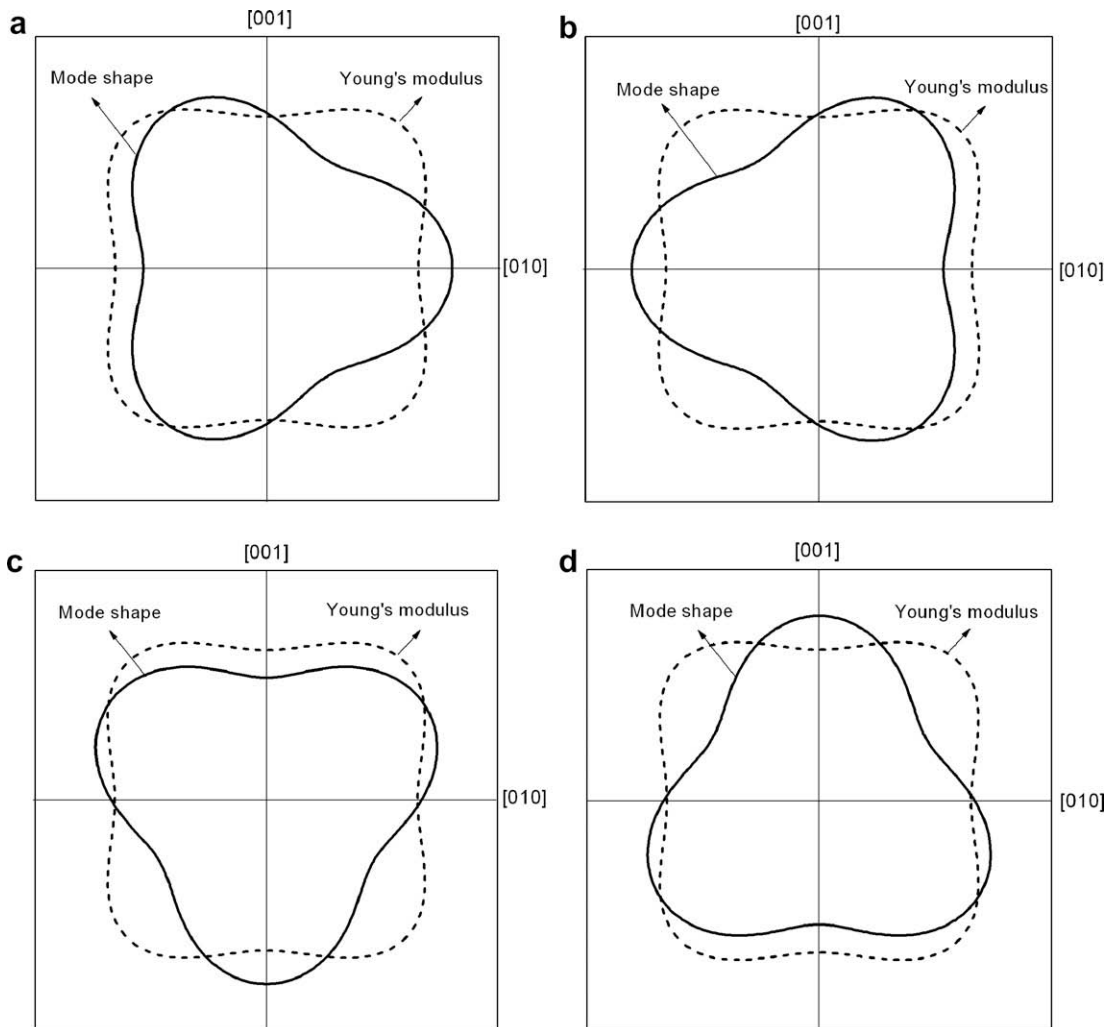 a
[001]
Mode shape
Young's modulus
[010]
b
[001]
Mode shape
Young's modulus
[010]
c
[001]
Mode shape
Young's modulus
[010]
d
[001]
Mode shape
Young's modulus
[010]